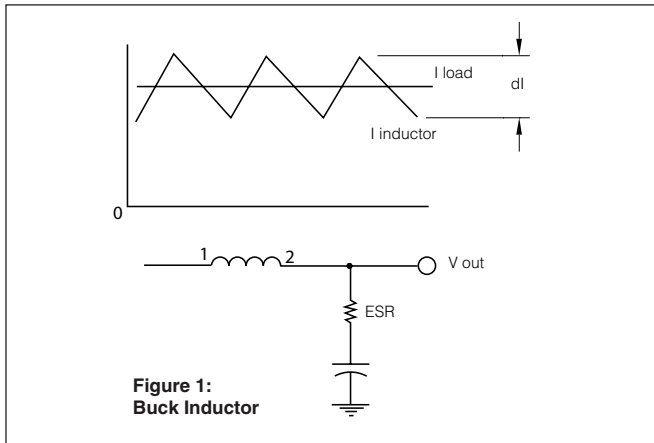 I load
dI
I inductor
0
1
2
V out
ESR
Figure 1:
Buck Inductor